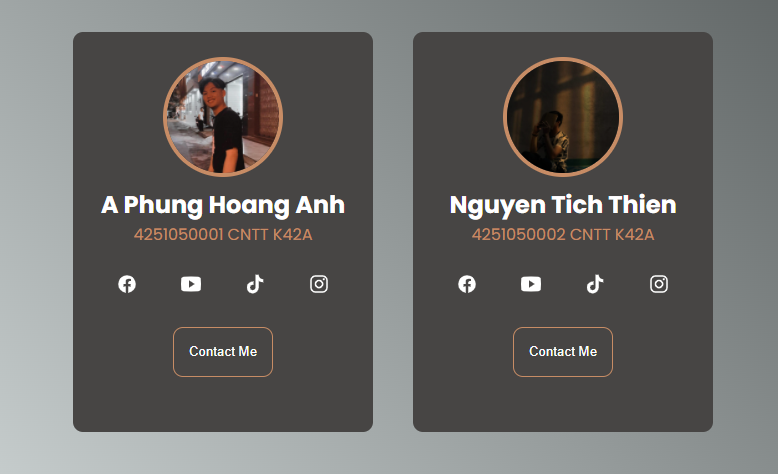 A Phung Hoang Anh
4251050001 CNTT K42A
Contact Me
Nguyen Tich Thien
4251050002 CNTT K42A
Contact Me